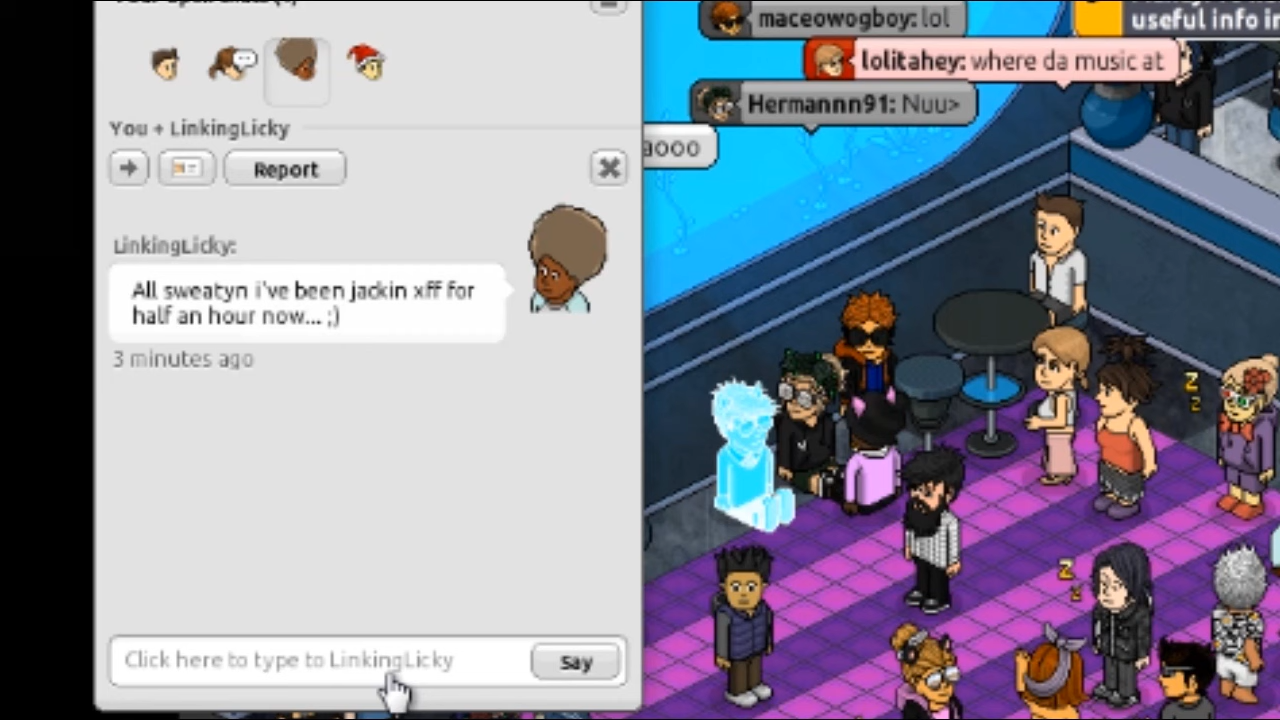 maceowogboy: lol
useful info in
lolitahey: where da music at
Hermannn91: Nuu>
aooo
You + LinkingLicky
Report
LinkingLicky:
All sweatyn i've been jackin xff for
half an hour now... ;)
3 minutes ago
Click here to type to LinkingLicky
Say
Z
Z
Z